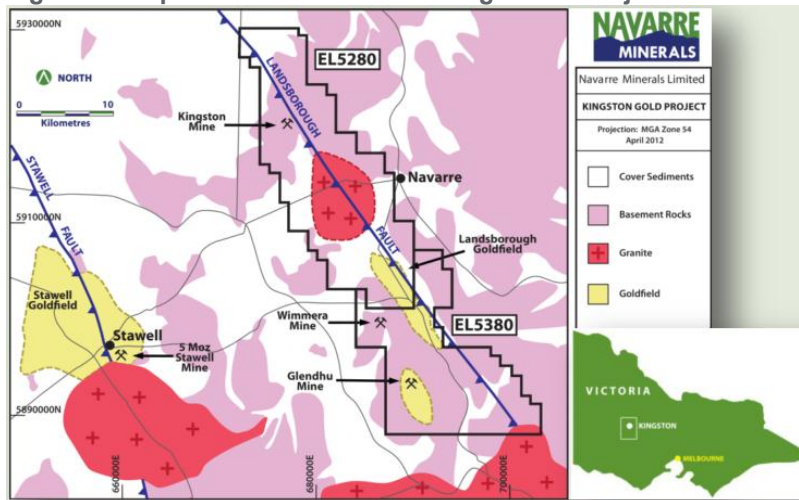 5930000N
EL5280
NORTH
0
10
Kilometres
Kingston
Mine
LANDSBOROUGH
FAULT
Navarre
STAWELL
FAULT
5910000N
Landsborough
Goldfield
Stawell
Goldfield
Wimmera
Mine
EL5380
Stawell
5 Moz
Stawell
Mine
Glendhu
Mine
5890000N
660000E
680000E
700000E
NAVARRE
MINERALS
Navarre Minerals Limited
KINGSTON GOLD PROJECT
Projection: MGA Zone 54
April 2012
Cover Sediments
Basement Rocks
Granite
Goldfield
VICTORIA
KINGSTON
MELBOURNE